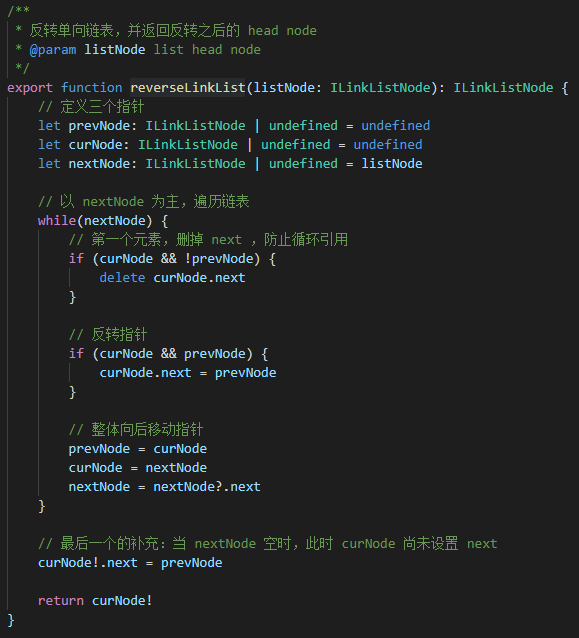 /**
 * 反转单向链表，并返回反转之后的 head node
 * @param listNode list head node
 */
export function reverseLinkList(listNode: ILinkListNode): ILinkListNode {
    // 定义三个指针
    let prevNode: ILinkListNode | undefined = undefined
    let curNode: ILinkListNode | undefined = undefined
    let nextNode: ILinkListNode | undefined = listNode

    // 以 nextNode 为主，遍历链表
    while(nextNode) {
        // 第一个元素，删掉 next ，防止循环引用
        if (curNode && !prevNode) {
            delete curNode.next
        }

        // 反转指针
        if (curNode && prevNode) {
            curNode.next = prevNode
        }

        // 整体向后移动指针
        prevNode = curNode
        curNode = nextNode
        nextNode = nextNode?.next
    }

    // 最后一个的补充：当 nextNode 空时，此时 curNode 尚未设置 next
    curNode!.next = prevNode

    return curNode!
}